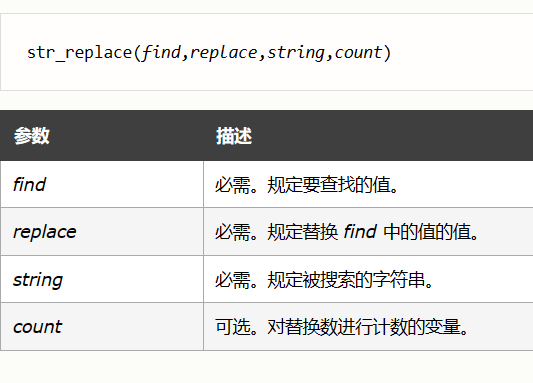 str_replace(find,replace,string,count)
参数 描述
find 必需。规定要查找的值。
replace 必需。规定替换 find 中的值的值。
string 必需。规定被搜索的字符串。
count 可选。对替换数进行计数的变量。